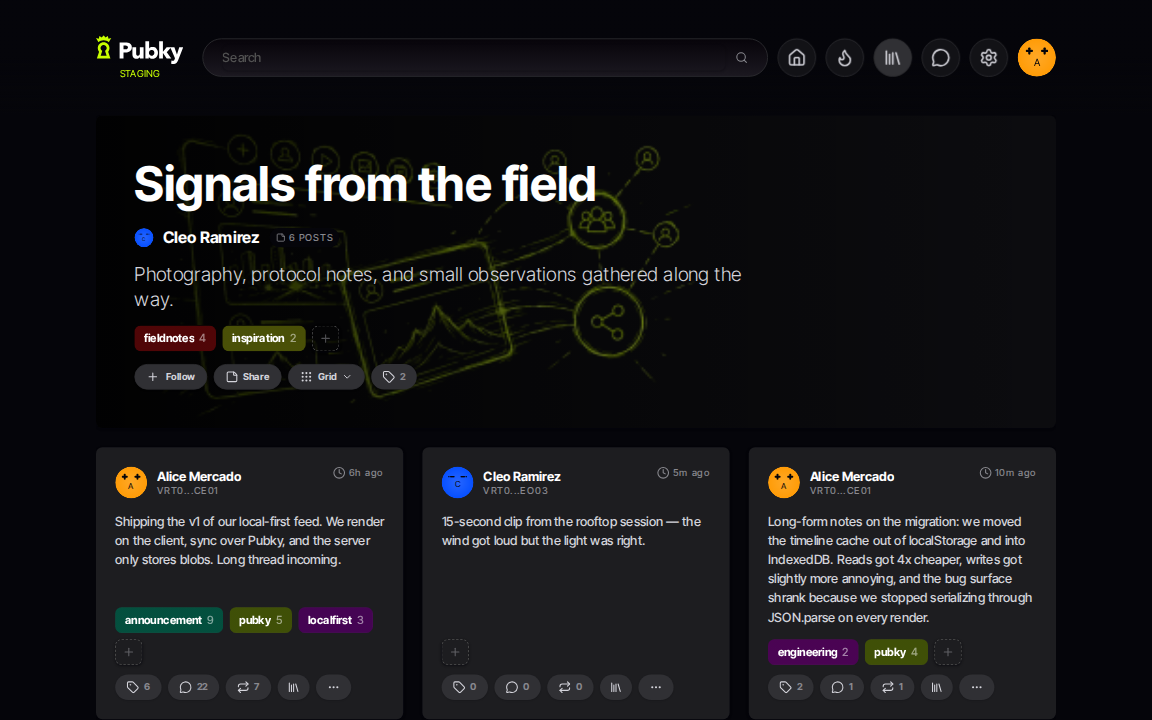 Pubky
STAGING
Search
A
Signals from the field
C Cleo Ramirez 6 POSTS
Photography, protocol notes, and small observations gathered along the
way.
fieldnotes 4 inspiration 2 +
Follow Share Grid 2
A
Alice Mercado
VRT0...CE01
6h ago
Shipping the v1 of our local-first feed. We render
on the client, sync over Pubky, and the server
only stores blobs. Long thread incoming.
announcement 9 pubky 5 localfirst 3
+
6 22 7 ...
C
Cleo Ramirez
VRT0...EO03
5m ago
15-second clip from the rooftop session — the
wind got loud but the light was right.
+
0 0 0 ...
A
Alice Mercado
VRT0...CE01
10m ago
Long-form notes on the migration: we moved
the timeline cache out of localStorage and into
IndexedDB. Reads got 4x cheaper, writes got
slightly more annoying, and the bug surface
shrank because we stopped serializing through
JSON.parse on every render.
engineering 2 pubky 4 +
2 1 1 ...